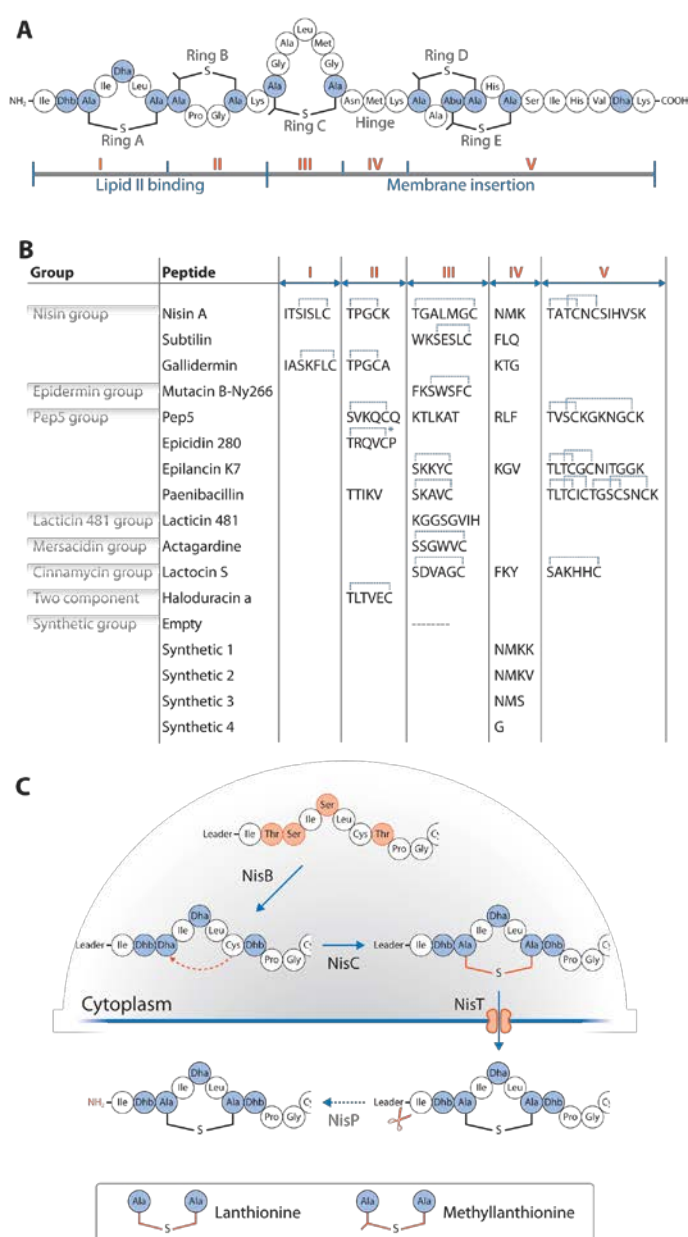 A
Leu
Ala Met
Ring B Gly Gly Ring D
Dha
Ile Leu S Ala Ala S His
NH₂ Ile Dhb Ala Ala Ala Ala Lys S Asn Met Lys Ala Abu Ala Ala Ser Ile His Val Dha Lys COOH
S Pro Gly Ring C Hinge Ala S
Ring A Ring E
I II III IV V
Lipid II binding Membrane insertion
B
Group Peptide I II III IV V
Nisin group Nisin A ITSISLC TPGCK TGALMGC NMK TATCNCSIHVSK
Subtilin WKSESLC FLQ
Gallidermin IASKFLC TPGCA KTG
Epidermin group Mutacin B-Ny266 FKSWSFC
Pep5 group Pep5 SVKQCQ KTLKAT RLF TVSCKGKNGCK
Epicidin 280 TRQVCP*
Epilancin K7 SKKYC KGV TLTCGCNITGGK
Paenibacillin TTIKV SKAVC TLTCICTGSCSNCK
Lacticin 481 group Lacticin 481 KGGSGVIH
Mersacidin group Actagardine SSGWVC
Cinnamycin group Lactocin S SDVAGC FKY SAKHHC
Two component Haloduracin a TLTVEC
Synthetic group Empty --------
Synthetic 1 NMKK
Synthetic 2 NMKV
Synthetic 3 NMS
Synthetic 4 G
C
Ser
Ile Leu
Leader Ile Thr Ser Cys Thr
Pro Gly C
NisB
Dha Dha
Ile Leu Ile Leu
Leader Ile Dhb Dha Cys Dhb Leader Ile Dhb Ala Ala Dhb
Pro Gly C NisC S Pro Gly C
Cytoplasm NisT
Dha Dha
Ile Leu Ile Leu
NH₂ Ile Dhb Ala Ala Dhb Leader Ile Dhb Ala Ala Dhb
Pro Gly C NisP Pro Gly C
S S
Ala Ala Ala Ala
S Lanthionine S Methyllanthionine